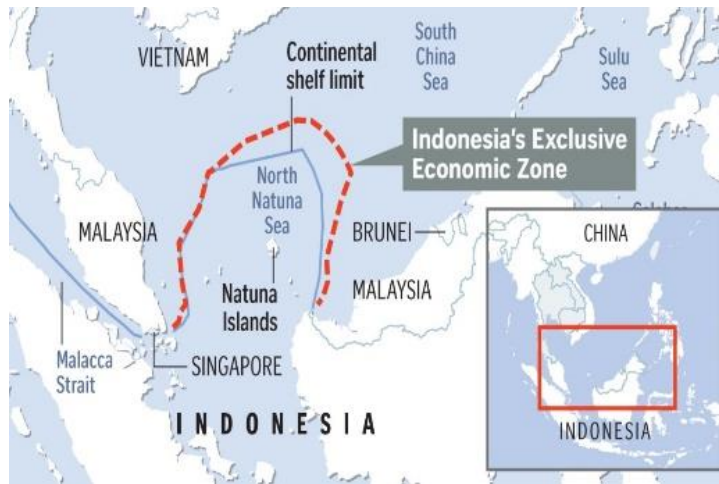 VIETNAM
Continental
shelf limit
South
China
Sea
Sulu
Sea
Indonesia's Exclusive
Economic Zone
North
Natuna
Sea
MALAYSIA
BRUNEI
CHINA
Natuna
Islands
MALAYSIA
Malacca
Strait
SINGAPORE
INDONESIA
INDONESIA